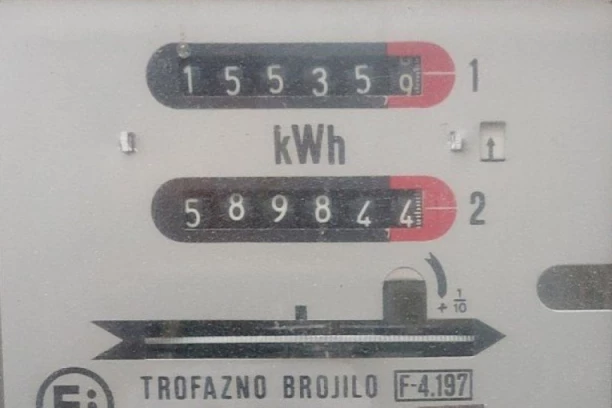 155359 1
kWh
589844 2
+ 1/10
TROFAZNO BROJILO F-4.197